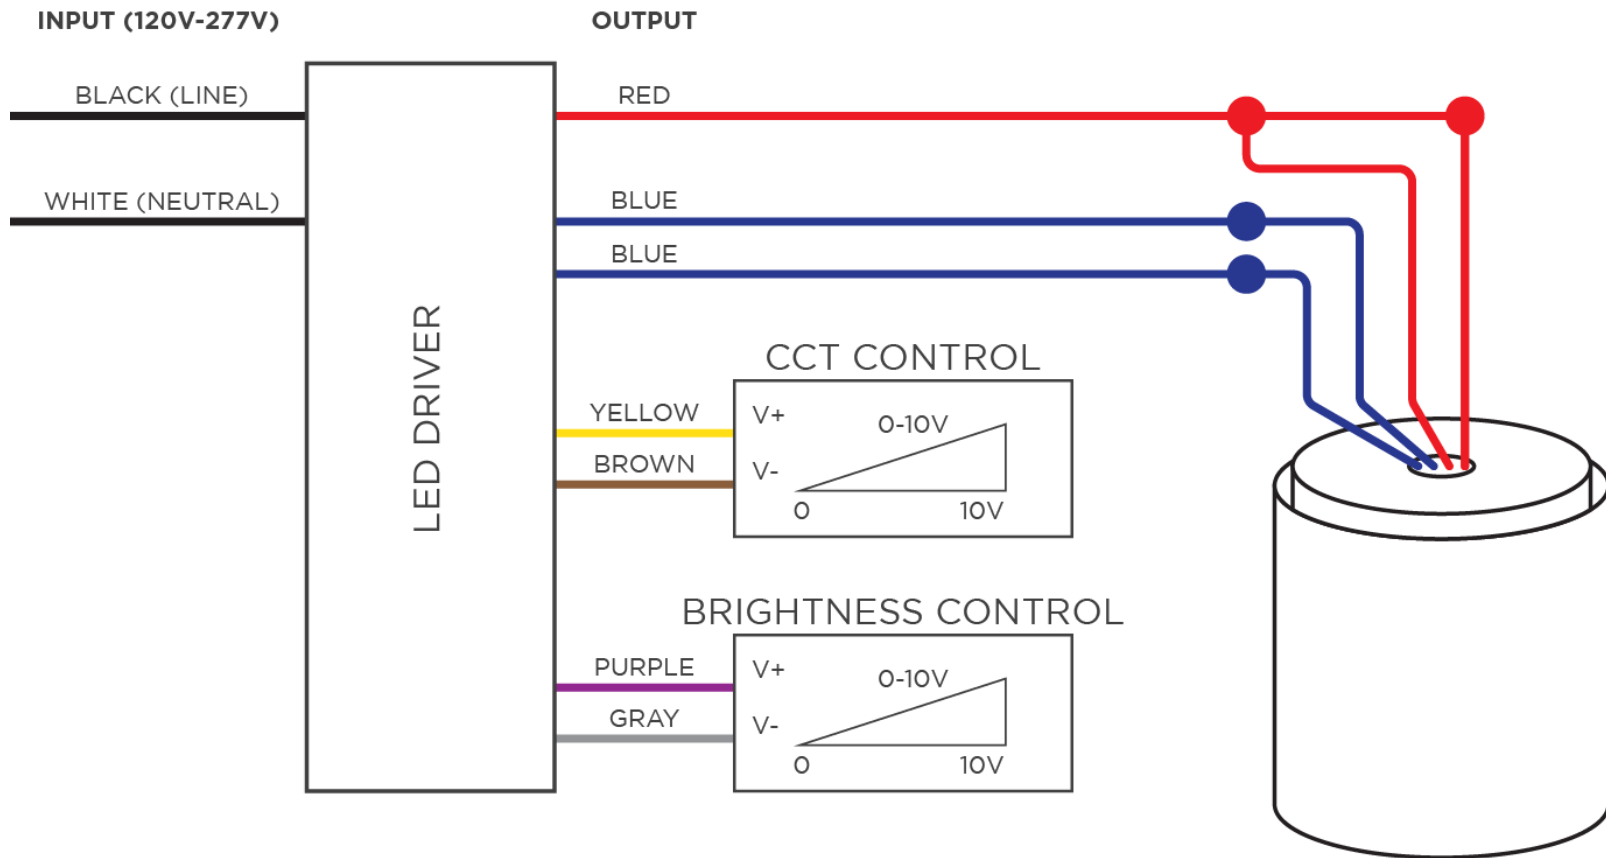 INPUT (120V-277V)
OUTPUT
BLACK (LINE)
RED
WHITE (NEUTRAL)
BLUE
BLUE
LED DRIVER
CCT CONTROL
YELLOW
V+
0-10V
BROWN
V-
0
10V
BRIGHTNESS CONTROL
PURPLE
V+
0-10V
GRAY
V-
0
10V